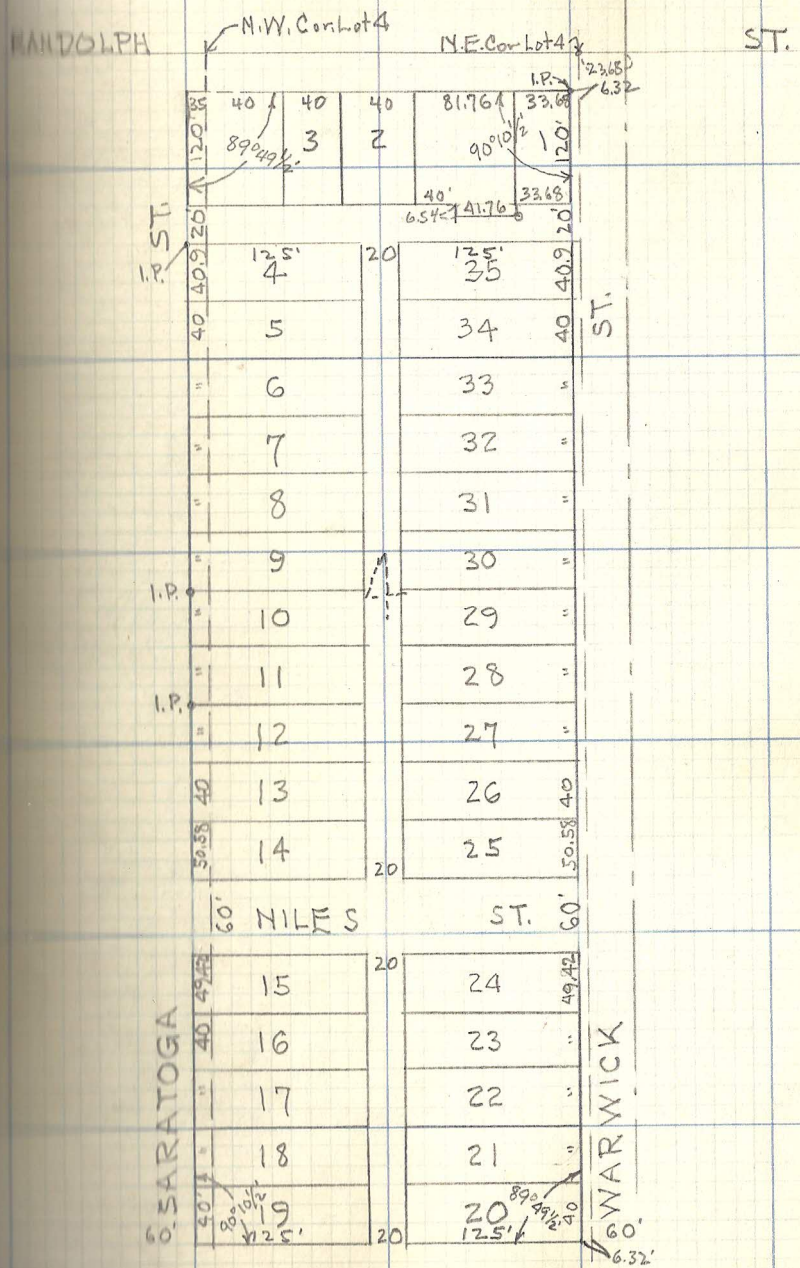 N.W. Cor. Lot 4
RANDOLPH
N.E. Cor Lot 4
ST.
23.68
I.P.
6.32
35 40 40 40 81.76 33.68
120' 89°49½' 3 2 90°10½' 1 120'
40' 33.68
6.54 41.76
20' 20'
ST.
I.P.
40.9 125' 20 125' 40.9
4 35
40 5 34 40 ST.
" 6 33 "
" 7 32 "
" 8 31 "
" 9 30 "
I.P.
" 10 29 "
" 11 28 "
I.P.
" 12 27 "
40 13 26 40
50.58 14 25 50.58
20
60' NILES ST. 60'
20
49.42 15 24 49.42
40 16 23 "
" 17 22 "
" 18 21 "
40' 90°10½' 19 20 89°49½' 40
125' 20 125'
SARATOGA
60
WARWICK
60'
6.32'